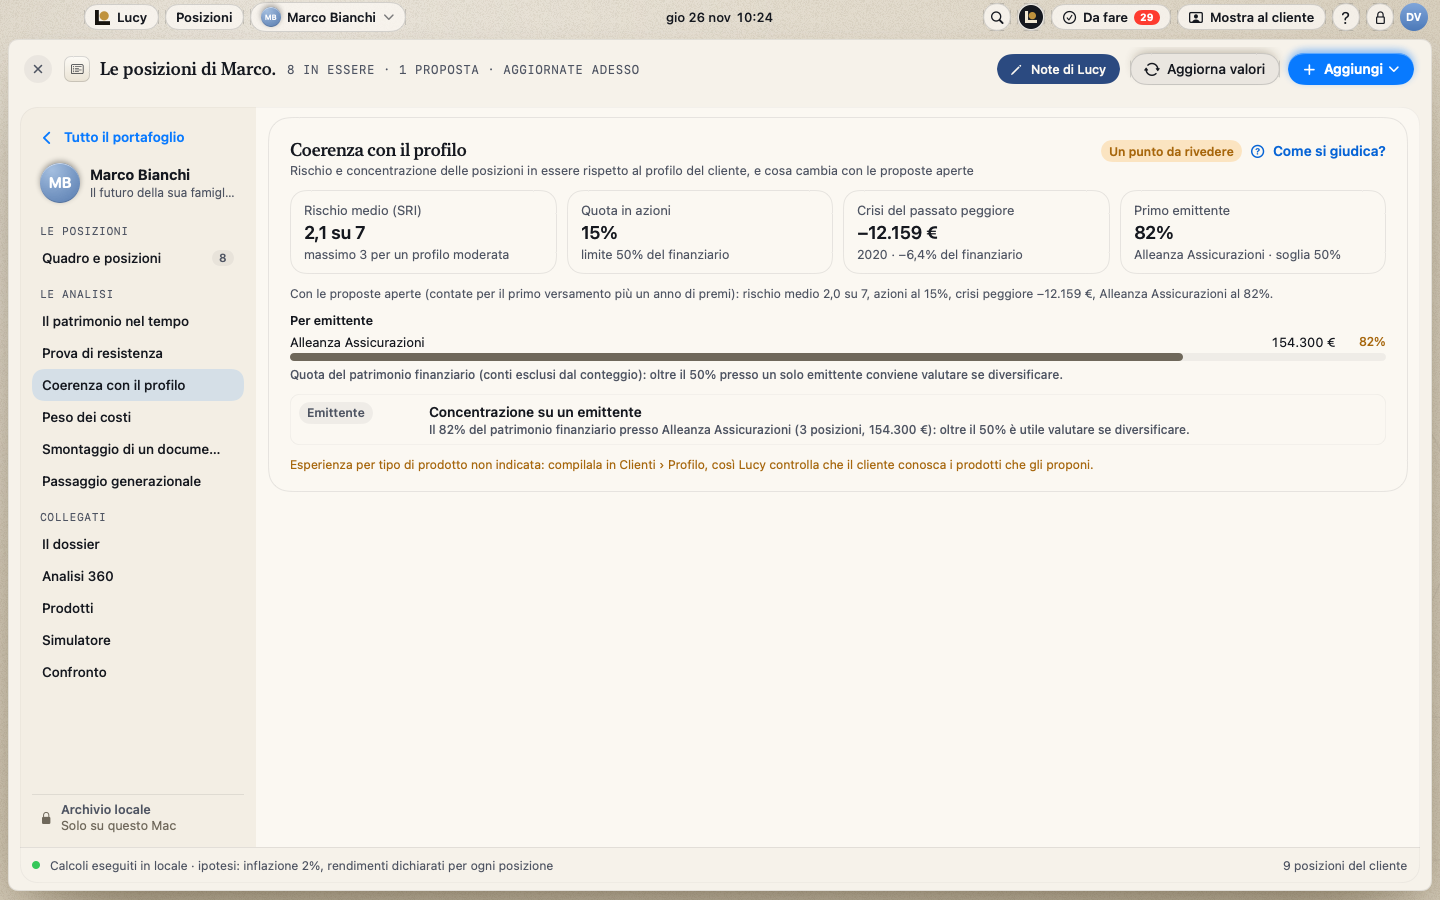 Lucy
Posizioni
MB Marco Bianchi
gio 26 nov 10:24
Da fare 29
Mostra al cliente
?
DV
Le posizioni di Marco.
8 IN ESSERE · 1 PROPOSTA · AGGIORNATE ADESSO
Note di Lucy
Aggiorna valori
Aggiungi
Tutto il portafoglio
MB
Marco Bianchi
Il futuro della sua famigl...
LE POSIZIONI
Quadro e posizioni 8
LE ANALISI
Il patrimonio nel tempo
Prova di resistenza
Coerenza con il profilo
Peso dei costi
Smontaggio di un docume...
Passaggio generazionale
COLLEGATI
Il dossier
Analisi 360
Prodotti
Simulatore
Confronto
Archivio locale
Solo su questo Mac
Coerenza con il profilo
Un punto da rivedere
Come si giudica?
Rischio e concentrazione delle posizioni in essere rispetto al profilo del cliente, e cosa cambia con le proposte aperte
Rischio medio (SRI)
2,1 su 7
massimo 3 per un profilo moderata
Quota in azioni
15%
limite 50% del finanziario
Crisi del passato peggiore
−12.159 €
2020 · −6,4% del finanziario
Primo emittente
82%
Alleanza Assicurazioni · soglia 50%
Con le proposte aperte (contate per il primo versamento più un anno di premi): rischio medio 2,0 su 7, azioni al 15%, crisi peggiore −12.159 €, Alleanza Assicurazioni al 82%.
Per emittente
Alleanza Assicurazioni 154.300 € 82%
Quota del patrimonio finanziario (conti esclusi dal conteggio): oltre il 50% presso un solo emittente conviene valutare se diversificare.
Emittente
Concentrazione su un emittente
Il 82% del patrimonio finanziario presso Alleanza Assicurazioni (3 posizioni, 154.300 €): oltre il 50% è utile valutare se diversificare.
Esperienza per tipo di prodotto non indicata: compilala in Clienti › Profilo, così Lucy controlla che il cliente conosca i prodotti che gli proponi.
Calcoli eseguiti in locale · ipotesi: inflazione 2%, rendimenti dichiarati per ogni posizione
9 posizioni del cliente